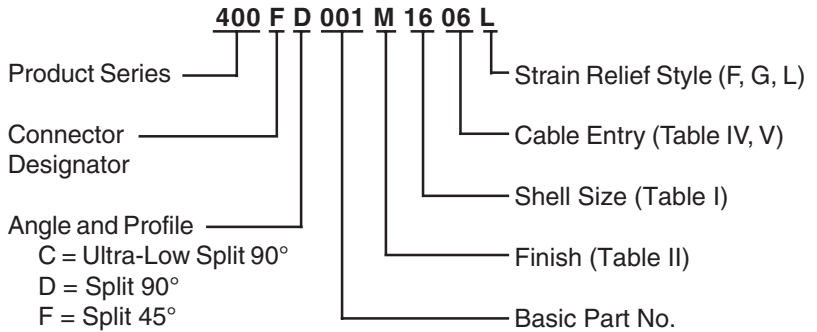 400 F D 001 M 16 06 L
Product Series
Connector
Designator
Angle and Profile
C = Ultra-Low Split 90°
D = Split 90°
F = Split 45°
Strain Relief Style (F, G, L)
Cable Entry (Table IV, V)
Shell Size (Table I)
Finish (Table II)
Basic Part No.